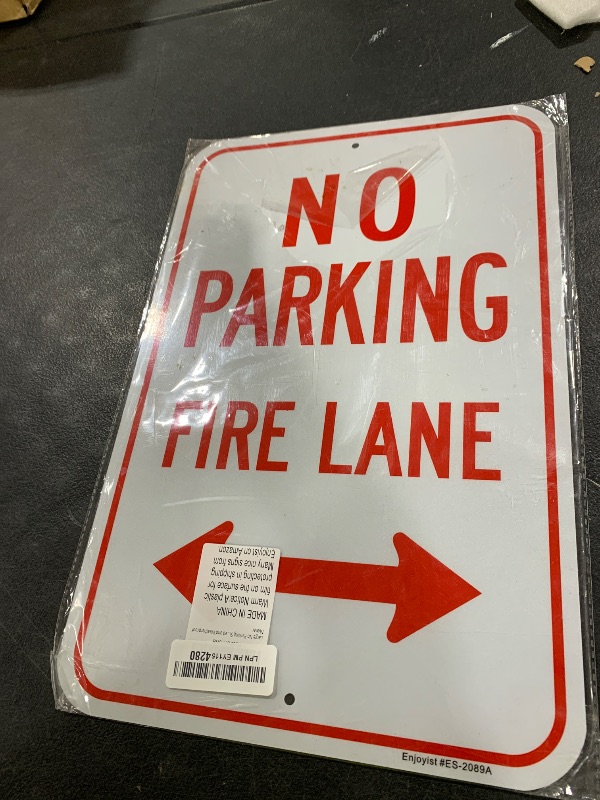 NO
PARKING
FIRE LANE
LPN PM EY1154280
MADE IN CHINA
Warm Notice A plastic
film on the surface for
protecting in shipping
Many nice signs from
Enjoyist on Amazon
Enjoyist #ES-2089A